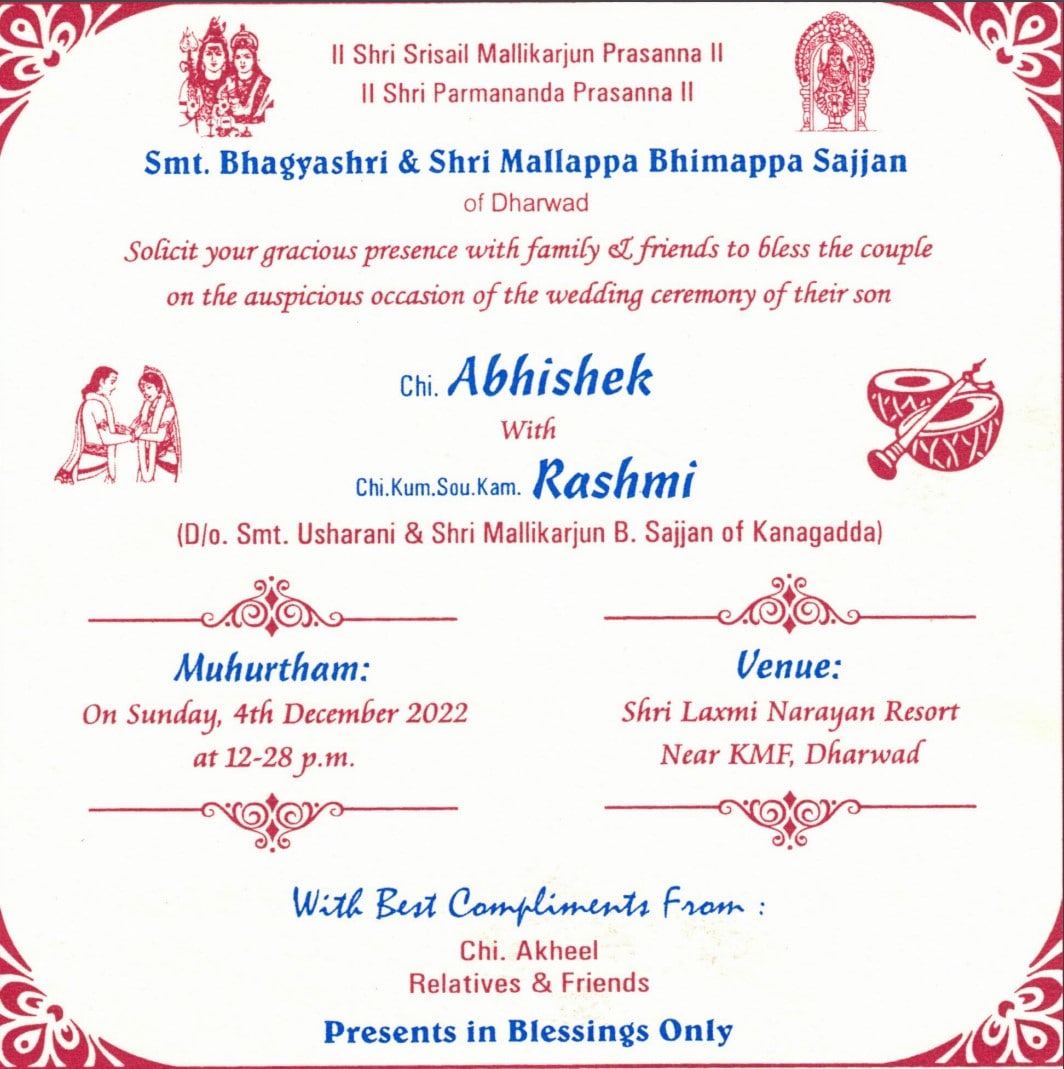 II Shri Srisail Mallikarjun Prasanna II
II Shri Parmananda Prasanna II
Smt. Bhagyashri & Shri Mallappa Bhimappa Sajjan
of Dharwad
Solicit your gracious presence with family & friends to bless the couple
on the auspicious occasion of the wedding ceremony of their son
Chi. Abhishek
With
Chi.Kum.Sou.Kam. Rashmi
(D/o. Smt. Usharani & Shri Mallikarjun B. Sajjan of Kanagadda)
Muhurtham:
On Sunday, 4th December 2022
at 12-28 p.m.
Venue:
Shri Laxmi Narayan Resort
Near KMF, Dharwad
With Best Compliments From :
Chi. Akheel
Relatives & Friends
Presents in Blessings Only